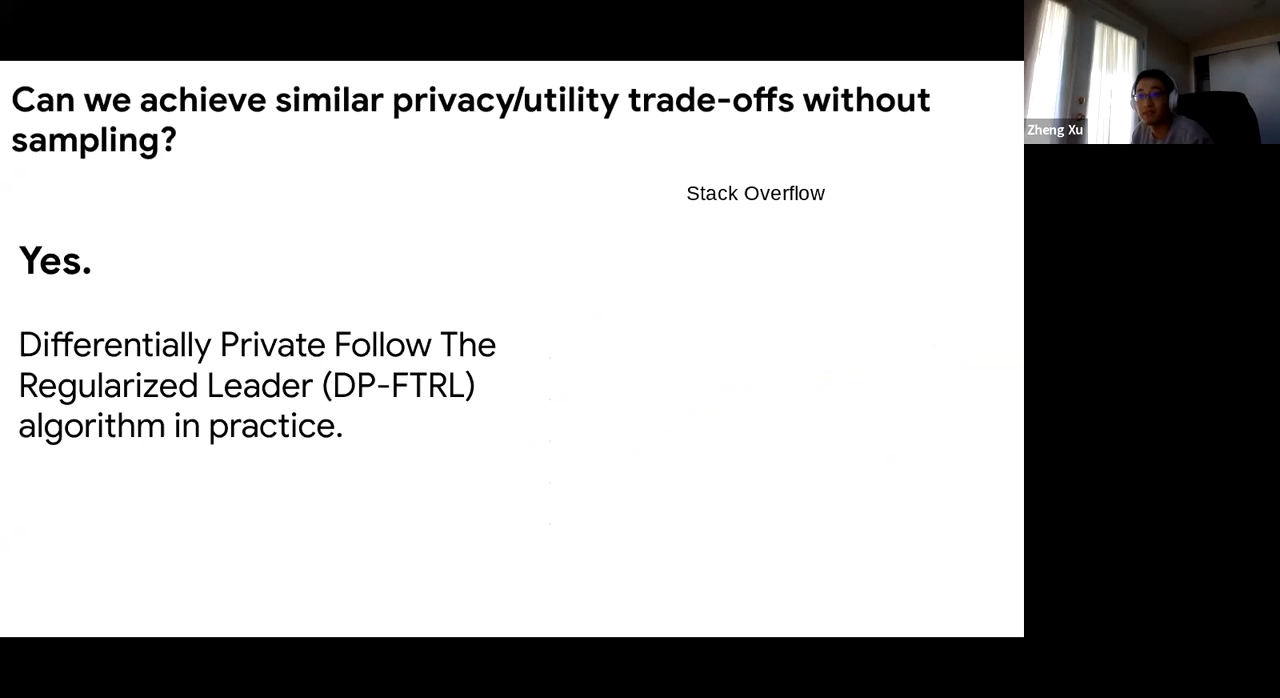 Can we achieve similar privacy/utility trade-offs without
sampling?
Stack Overflow
Yes.
Differentially Private Follow The
Regularized Leader (DP-FTRL)
algorithm in practice.
Zheng Xu